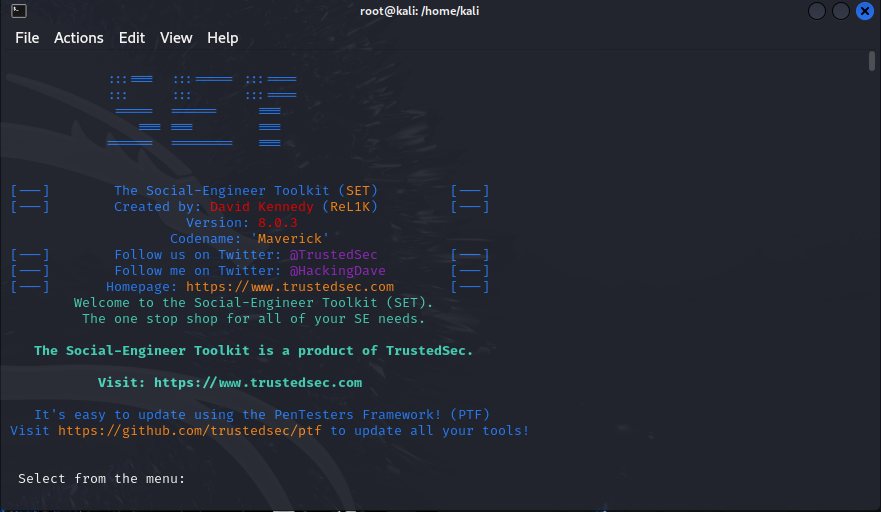 root@kali: /home/kali
File Actions Edit View Help
:::═══ :::===== :::====
::: ::: :::====
===== ====== ===
=== === ===
====== ======== ===
[---] The Social-Engineer Toolkit (SET) [---]
[---] Created by: David Kennedy (ReL1K) [---]
Version: 8.0.3
Codename: 'Maverick'
[---] Follow us on Twitter: @TrustedSec [---]
[---] Follow me on Twitter: @HackingDave [---]
[---] Homepage: https://www.trustedsec.com [---]
Welcome to the Social-Engineer Toolkit (SET).
The one stop shop for all of your SE needs.
The Social-Engineer Toolkit is a product of TrustedSec.
Visit: https://www.trustedsec.com
It's easy to update using the PenTesters Framework! (PTF)
Visit https://github.com/trustedsec/ptf to update all your tools!
Select from the menu: